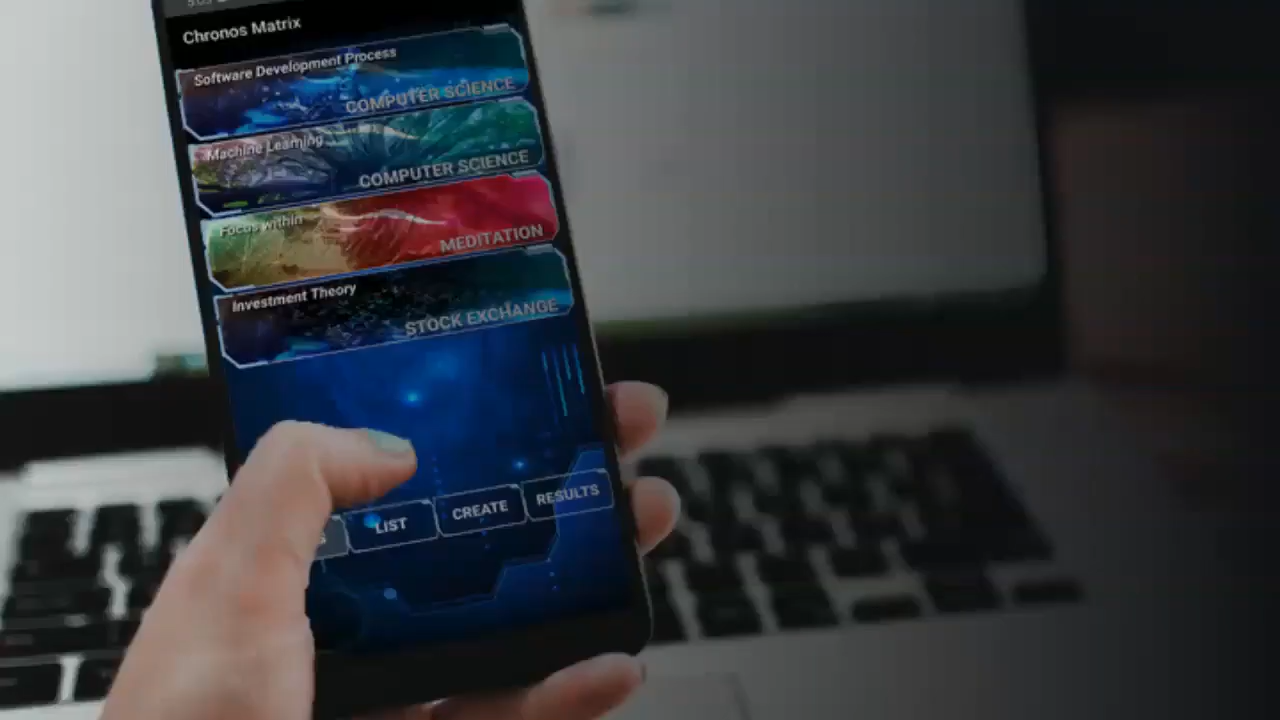 Chronos Matrix
Software Development Process
COMPUTER SCIENCE
Machine Learning
COMPUTER SCIENCE
Focus within
MEDITATION
Investment Theory
STOCK EXCHANGE
LIST
CREATE
RESULTS